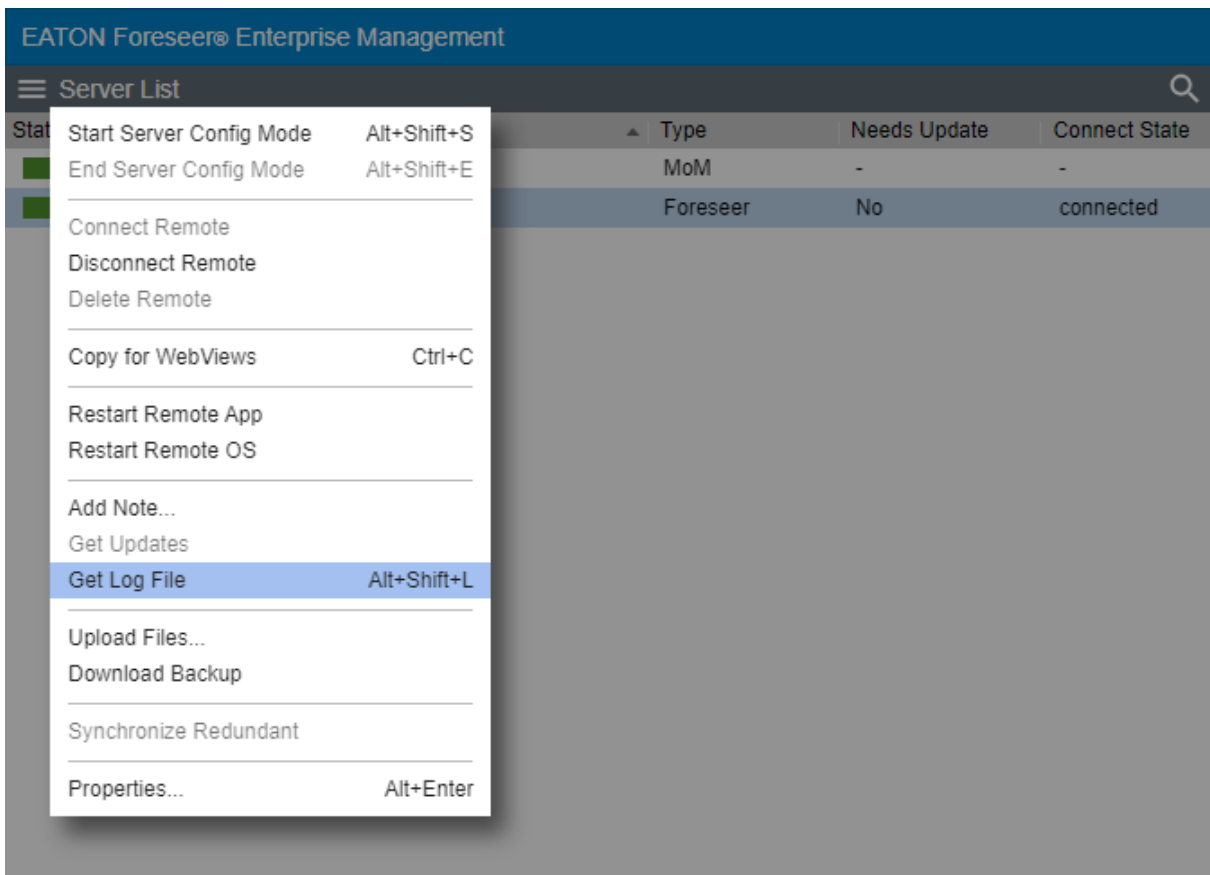 EATON Foreseer® Enterprise Management
Server List
Stat Type Needs Update Connect State
MoM - -
Foreseer No connected
Start Server Config Mode Alt+Shift+S
End Server Config Mode Alt+Shift+E
Connect Remote
Disconnect Remote
Delete Remote
Copy for WebViews Ctrl+C
Restart Remote App
Restart Remote OS
Add Note...
Get Updates
Get Log File Alt+Shift+L
Upload Files...
Download Backup
Synchronize Redundant
Properties... Alt+Enter